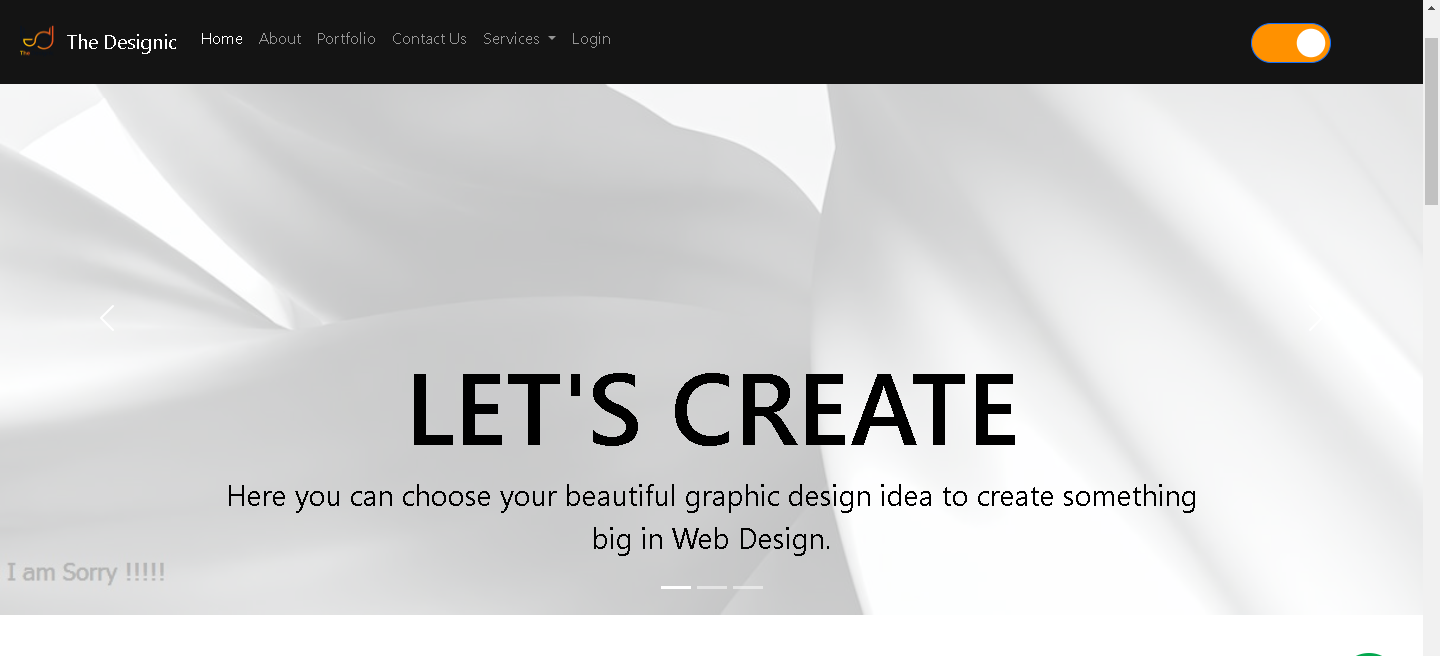 The
The Designic
Home About Portfolio Contact Us Services Login
LET'S CREATE
Here you can choose your beautiful graphic design idea to create something
big in Web Design.
I am Sorry !!!!!